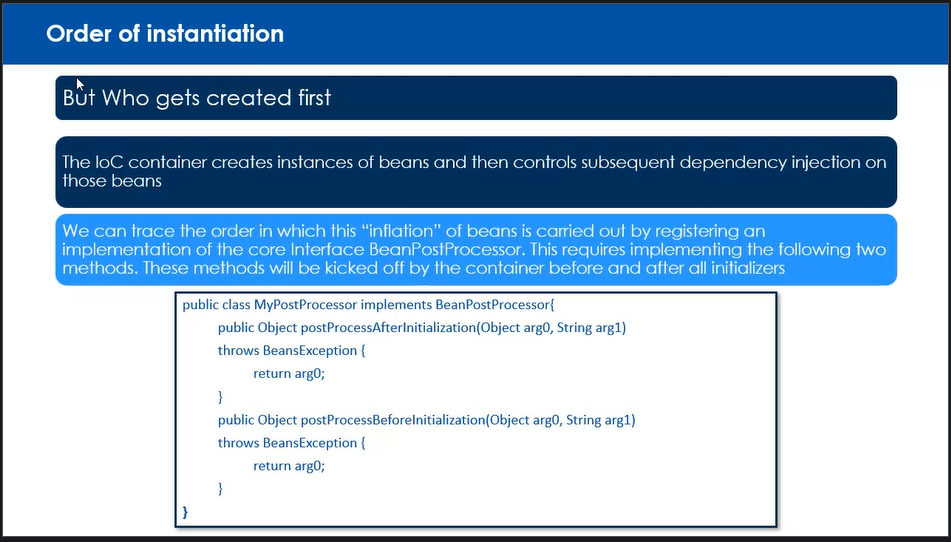 Order of instantiation
But Who gets created first
The IoC container creates instances of beans and then controls subsequent dependency injection on
those beans
We can trace the order in which this “inflation” of beans is carried out by registering an
implementation of the core Interface BeanPostProcessor. This requires implementing the following two
methods. These methods will be kicked off by the container before and after all initializers
public class MyPostProcessor implements BeanPostProcessor{
public Object postProcessAfterInitialization(Object arg0, String arg1)
throws BeansException {
return arg0;
}
public Object postProcessBeforeInitialization(Object arg0, String arg1)
throws BeansException {
return arg0;
}
}